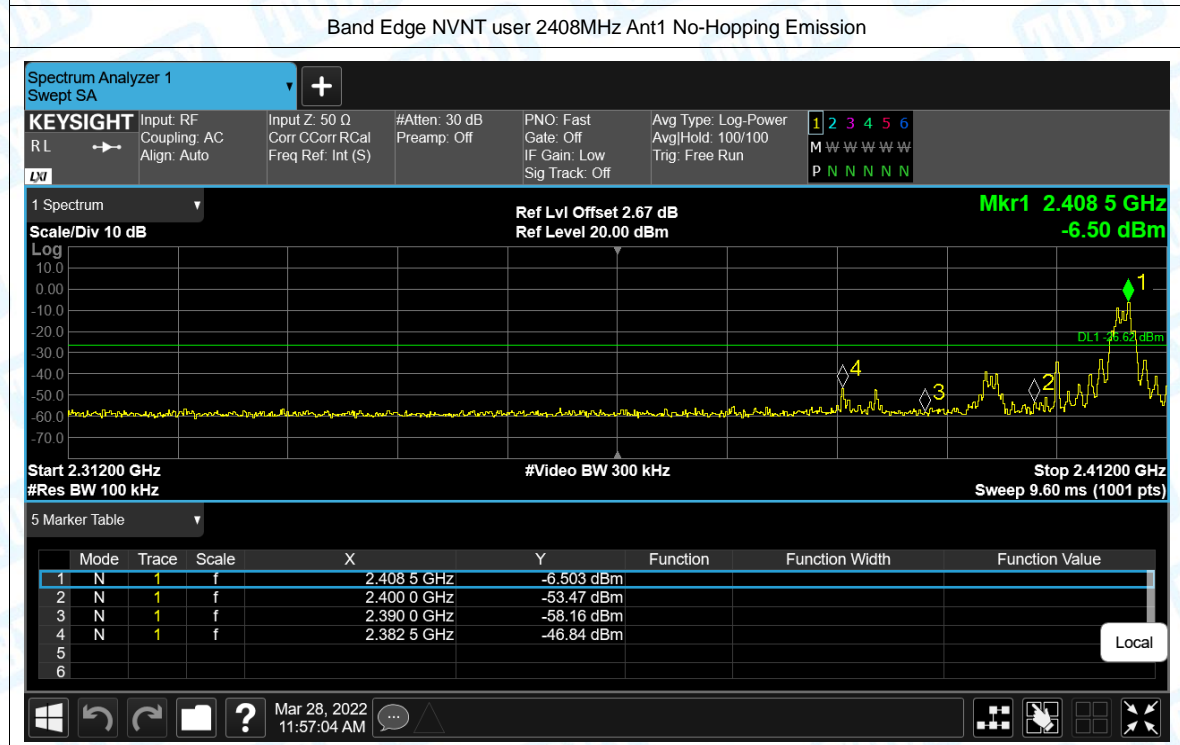 Band Edge NVNT user 2408MHz Ant1 No-Hopping Emission
Spectrum Analyzer 1
Swept SA
KEYSIGHT
RL
LXI
Input: RF
Coupling: AC
Align: Auto
Input Z: 50 Ω
Corr CCorr RCal
Freq Ref: Int (S)
#Atten: 30 dB
Preamp: Off
PNO: Fast
Gate: Off
IF Gain: Low
Sig Track: Off
Avg Type: Log-Power
Avg|Hold: 100/100
Trig: Free Run
1 2 3 4 5 6
M W W W W W
P N N N N N
1 Spectrum
Scale/Div 10 dB
Ref Lvl Offset 2.67 dB
Ref Level 20.00 dBm
Mkr1 2.408 5 GHz
-6.50 dBm
Log
10.0
0.00
-10.0
-20.0
-30.0
-40.0
-50.0
-60.0
-70.0
1
DL1 -26.62 dBm
4
3
2
Start 2.31200 GHz
#Res BW 100 kHz
#Video BW 300 kHz
Stop 2.41200 GHz
Sweep 9.60 ms (1001 pts)
5 Marker Table
Mode Trace Scale X Y Function Function Width Function Value
1 N 1 f 2.408 5 GHz -6.503 dBm
2 N 1 f 2.400 0 GHz -53.47 dBm
3 N 1 f 2.390 0 GHz -58.16 dBm
4 N 1 f 2.382 5 GHz -46.84 dBm
5
6
Local
?
Mar 28, 2022
11:57:04 AM
TOBY